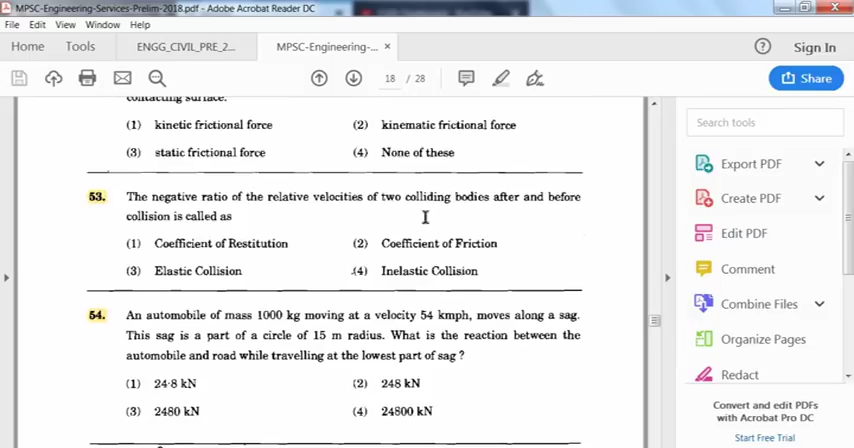 MPSC-Engineering-Services-Prelim-2018.pdf - Adobe Acrobat Reader DC
File Edit View Window Help
Home Tools ENGG_CIVIL_PRE_2... MPSC-Engineering-... × Sign In
18 / 28 Share
contacting surface.
(1) kinetic frictional force (2) kinematic frictional force
(3) static frictional force (4) None of these
53. The negative ratio of the relative velocities of two colliding bodies after and before
collision is called as
(1) Coefficient of Restitution (2) Coefficient of Friction
(3) Elastic Collision (4) Inelastic Collision
54. An automobile of mass 1000 kg moving at a velocity 54 kmph, moves along a sag.
This sag is a part of a circle of 15 m radius. What is the reaction between the
automobile and road while travelling at the lowest part of sag ?
(1) 24·8 kN (2) 248 kN
(3) 2480 kN (4) 24800 kN
Search tools
Export PDF
Create PDF
Edit PDF
Comment
Combine Files
Organize Pages
Redact
Convert and edit PDFs
with Acrobat Pro DC
Start Free Trial